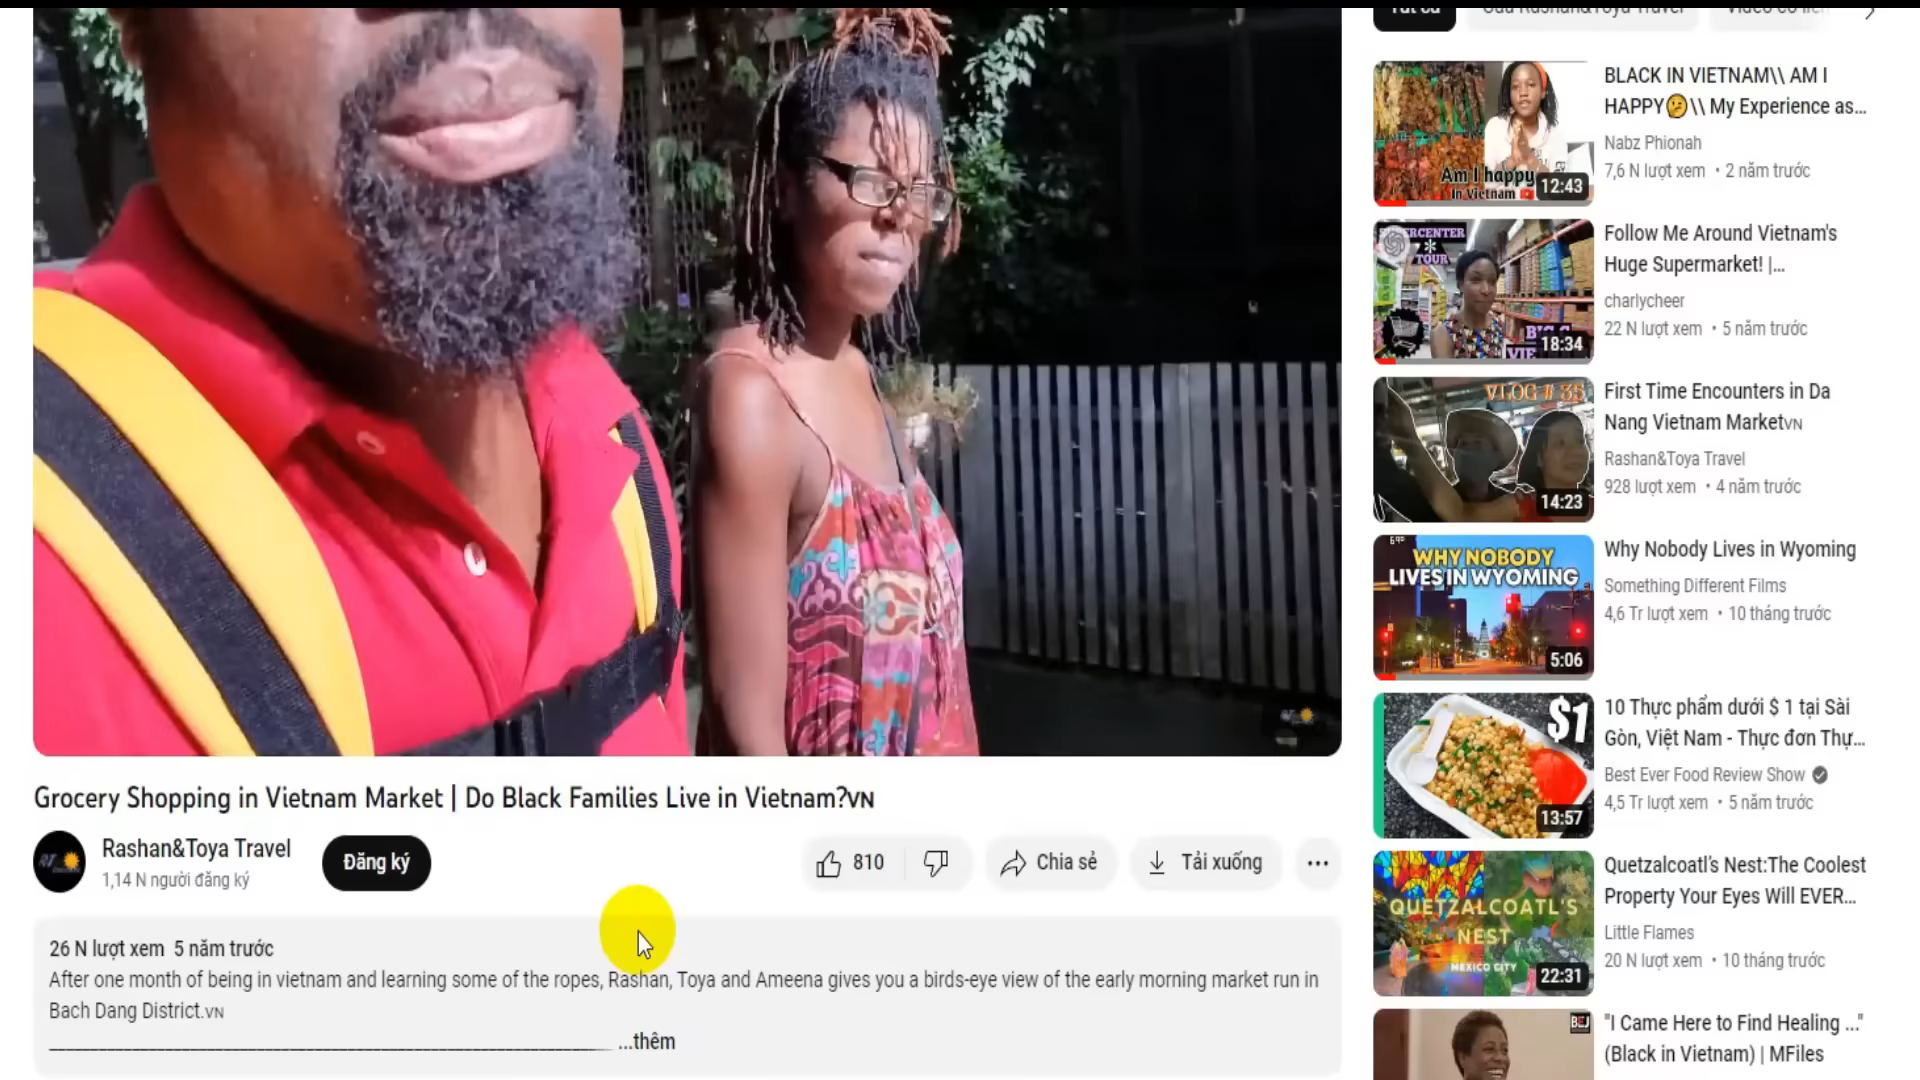 Tất cả
Của Rashan&Toya Travel
BLACK IN VIETNAM\\ AM I
HAPPY🫤\\ My Experience as...
Nabz Phionah
7,6 N lượt xem • 2 năm trước
Am I happy
In Vietnam
12:43
Follow Me Around Vietnam's
Huge Supermarket! |...
charlycheer
22 N lượt xem • 5 năm trước
TOUR
18:34
First Time Encounters in Da
Nang Vietnam MarketVN
Rashan&Toya Travel
928 lượt xem • 4 năm trước
VLOG # 35
14:23
Why Nobody Lives in Wyoming
Something Different Films
4,6 Tr lượt xem • 10 tháng trước
WHY NOBODY
LIVES IN WYOMING
5:06
10 Thực phẩm dưới $ 1 tại Sài
Gòn, Việt Nam - Thực đơn Thự...
Best Ever Food Review Show
4,5 Tr lượt xem • 5 năm trước
$1
13:57
Quetzalcoatl's Nest:The Coolest
Property Your Eyes Will EVER...
Little Flames
20 N lượt xem • 10 tháng trước
QUETZALCOATL'S
NEST
MEXICO CITY
22:31
"I Came Here to Find Healing ..."
(Black in Vietnam) | MFiles
Grocery Shopping in Vietnam Market | Do Black Families Live in Vietnam?VN
Rashan&Toya Travel
1,14 N người đăng ký
Đăng ký
810
Chia sẻ
Tải xuống
26 N lượt xem 5 năm trước
After one month of being in vietnam and learning some of the ropes, Rashan, Toya and Ameena gives you a birds-eye view of the early morning market run in
Bach Dang District.VN
...thêm